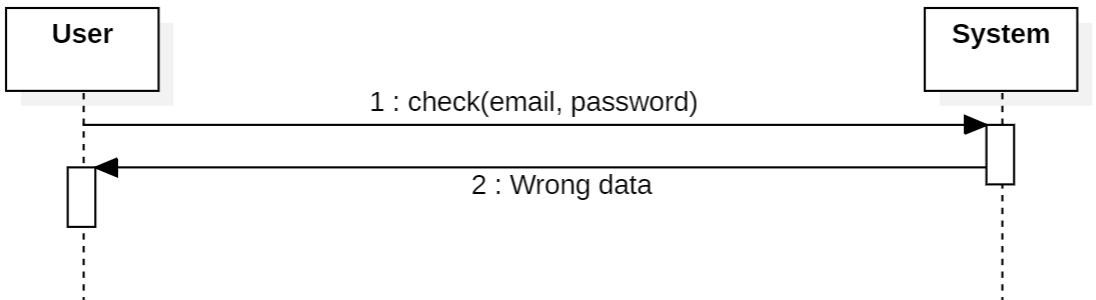 User
System
1 : check(email, password)
2 : Wrong data